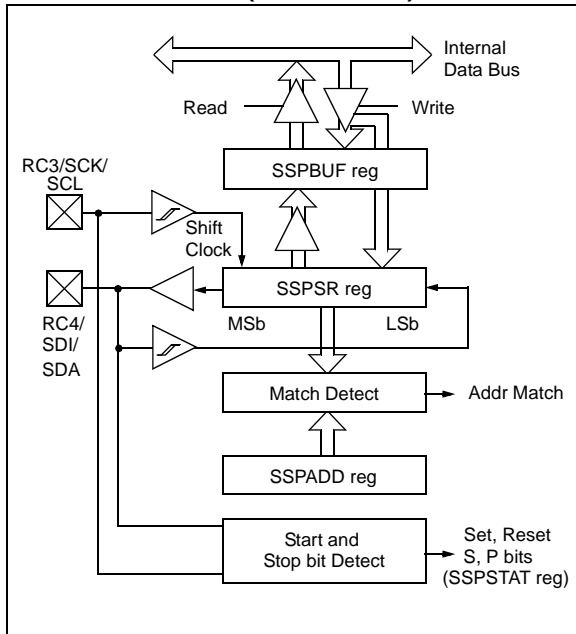 Internal
Data Bus
Read
Write
SSPBUF reg
RC3/SCK/
SCL
Shift
Clock
SSPSR reg
MSb
LSb
RC4/
SDI/
SDA
Match Detect
Addr Match
SSPADD reg
Start and
Stop bit Detect
Set, Reset
S, P bits
(SSPSTAT reg)